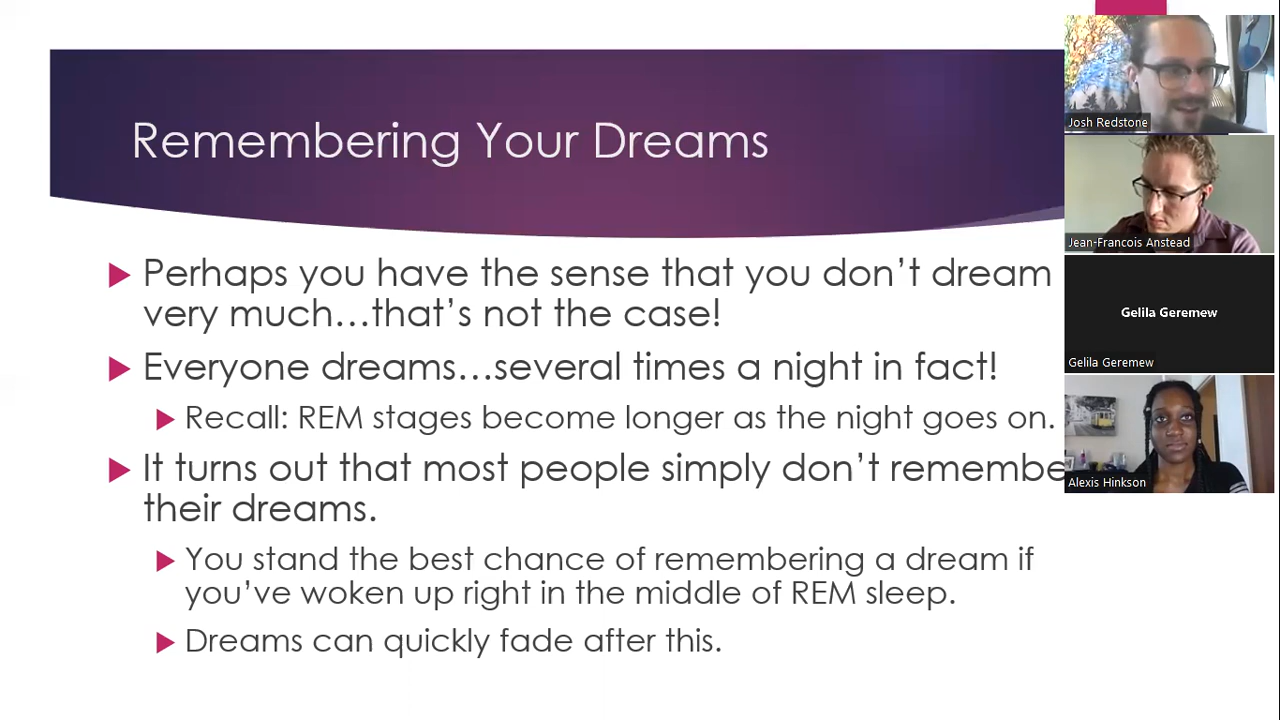 Remembering Your Dreams
Perhaps you have the sense that you don’t dream
very much…that’s not the case!
Everyone dreams…several times a night in fact!
Recall: REM stages become longer as the night goes on.
It turns out that most people simply don’t remembe
their dreams.
You stand the best chance of remembering a dream if
you’ve woken up right in the middle of REM sleep.
Dreams can quickly fade after this.
Josh Redstone
Jean-Francois Anstead
Gelila Geremew
Gelila Geremew
Alexis Hinkson